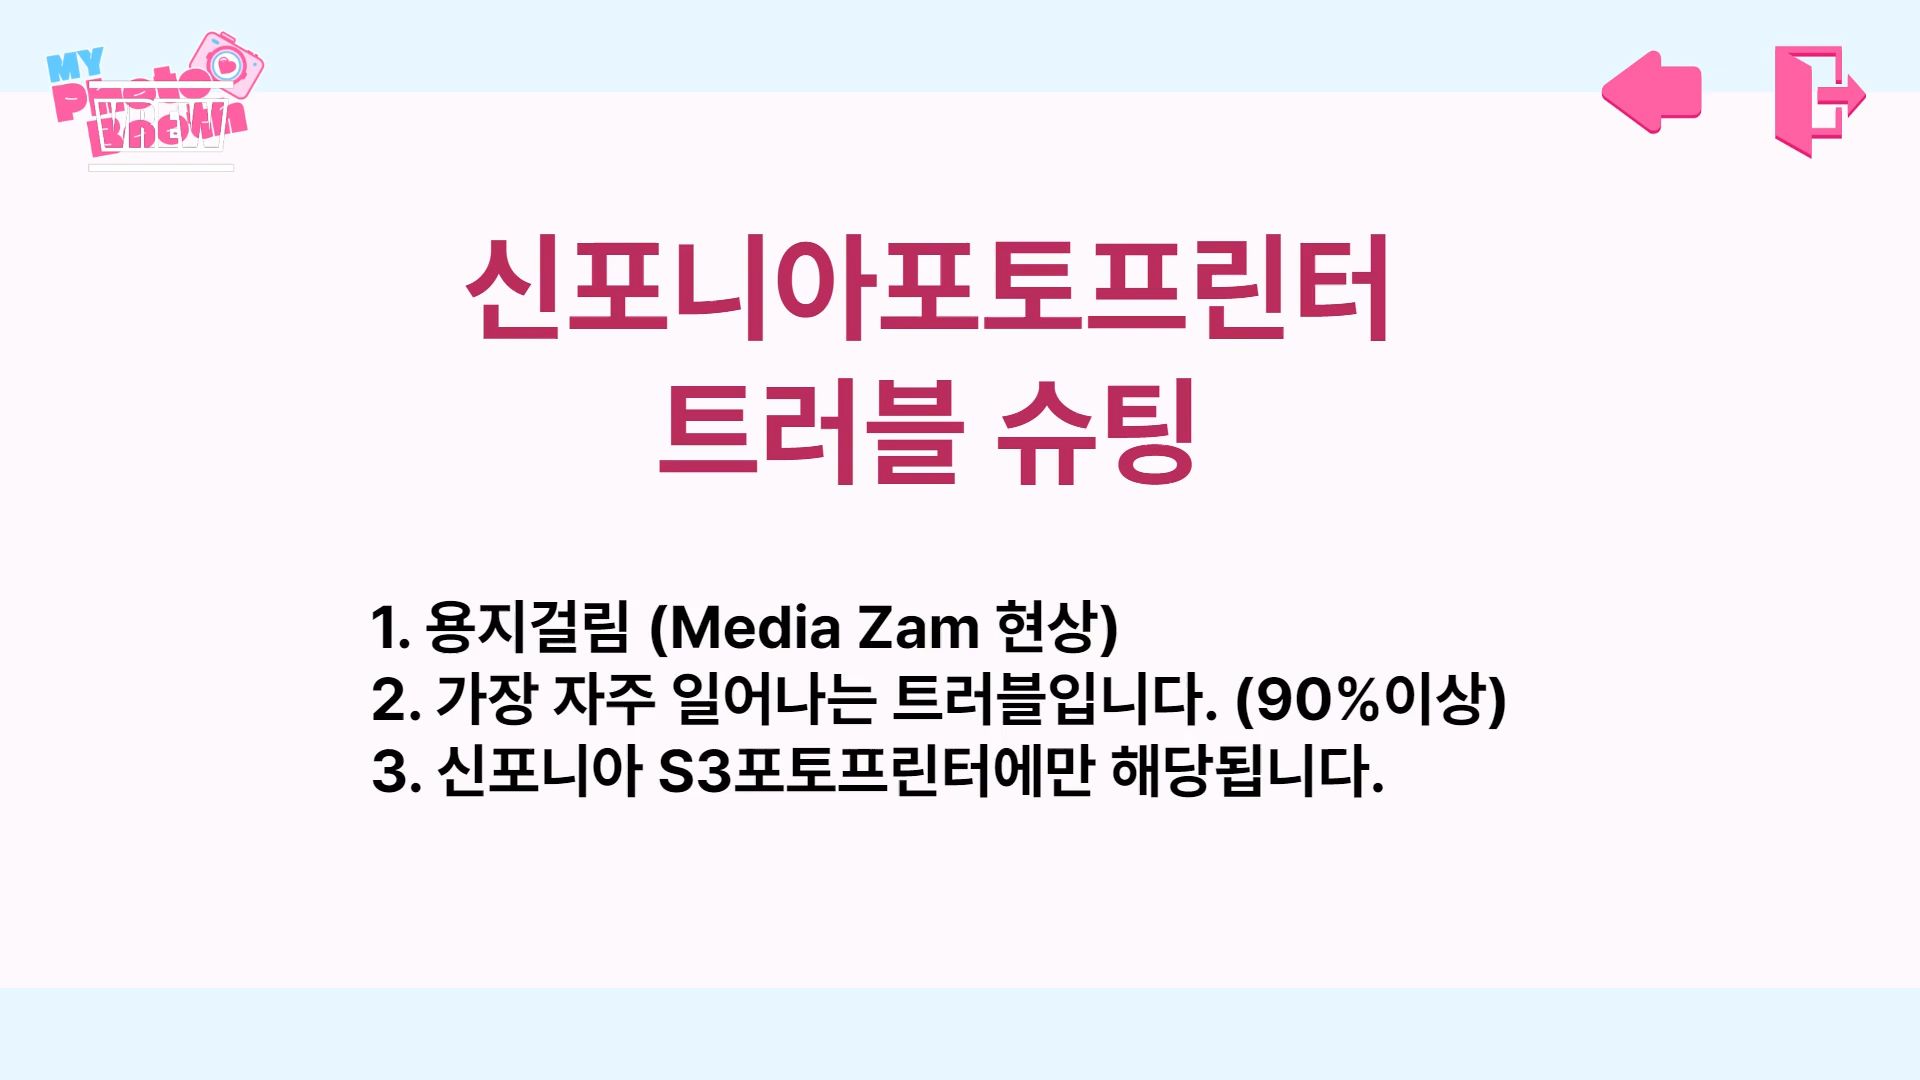 MY
Photo
신포니아포토프린터
트러블 슈팅
1. 용지걸림 (Media Zam 현상)
2. 가장 자주 일어나는 트러블입니다. (90%이상)
3. 신포니아 S3포토프린터에만 해당됩니다.